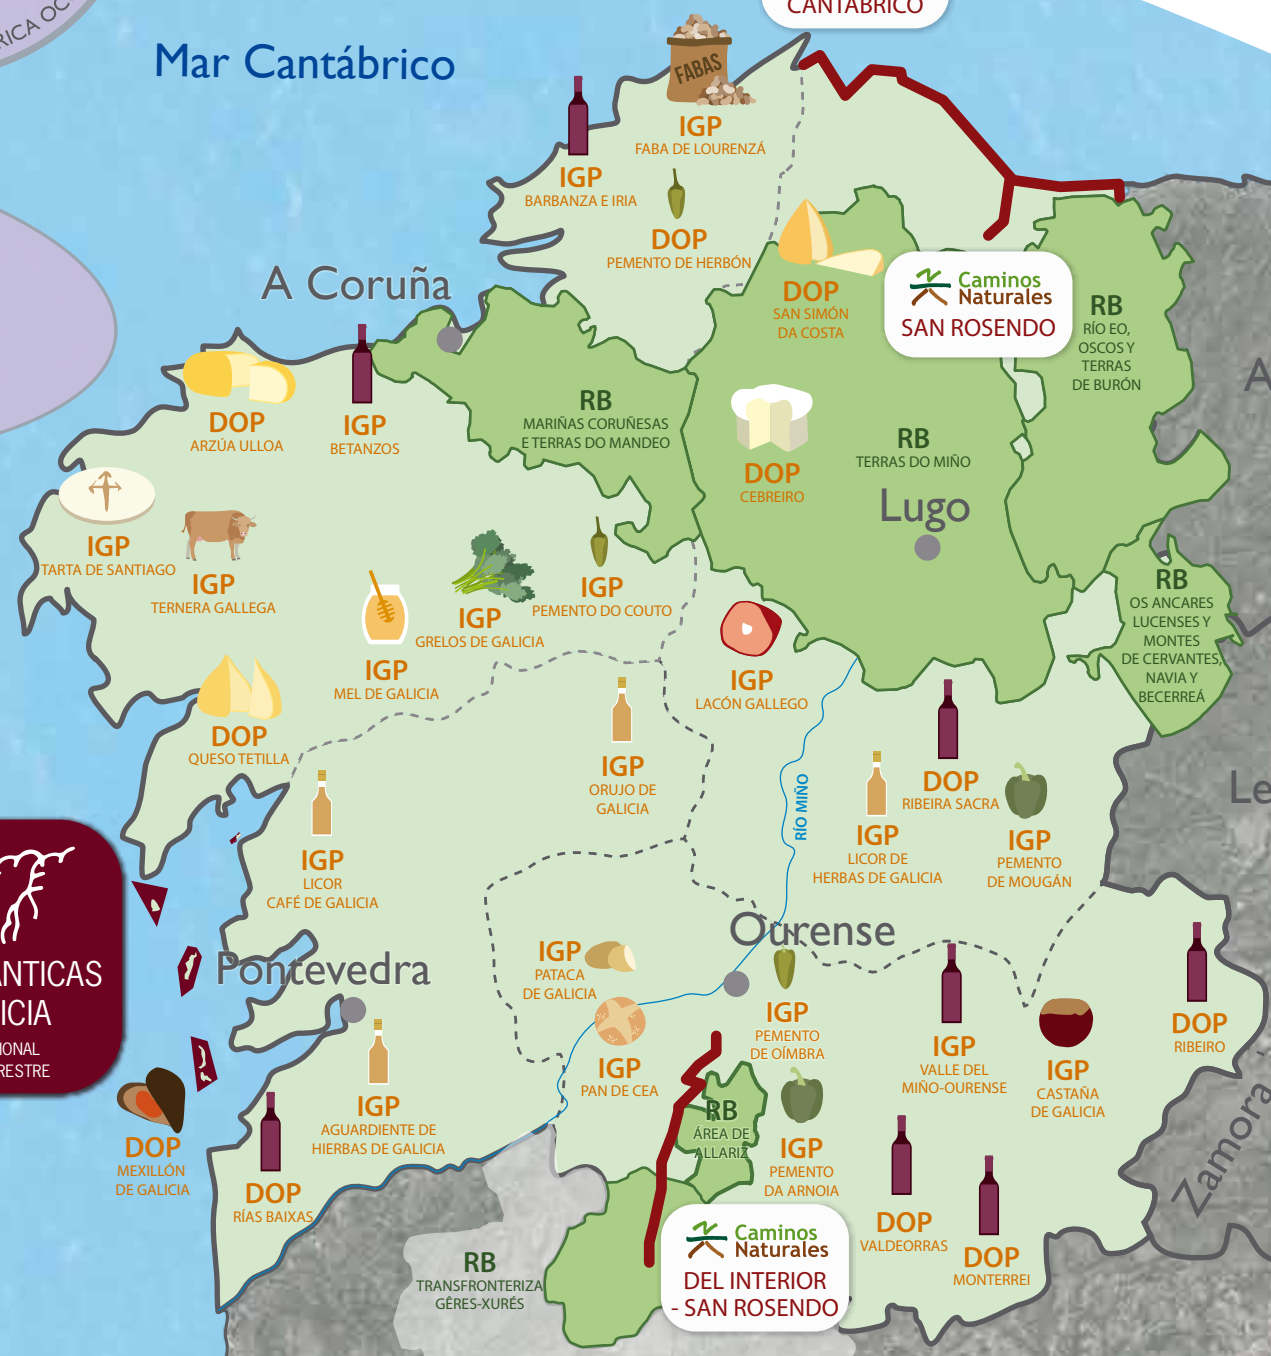 CANTÁBRICO
Mar Cantábrico
FABAS
IGP
FABA DE LOURENZÁ
IGP
BARBANZA E IRIA
DOP
PEMENTO DE HERBÓN
A Coruña
DOP
SAN SIMÓN
DA COSTA
Caminos
Naturales
SAN ROSENDO
RB
RÍO EO,
OSCOS Y
TERRAS
DE BURÓN
DOP
ARZÚA ULLOA
IGP
BETANZOS
RB
MARIÑAS CORUÑESAS
E TERRAS DO MANDEO
DOP
CEBREIRO
RB
TERRAS DO MIÑO
Lugo
IGP
TARTA DE SANTIAGO
IGP
TERNERA GALLEGA
IGP
MEL DE GALICIA
IGP
GRELOS DE GALICIA
IGP
PEMENTO DO COUTO
RB
OS ANCARES
LUCENSES Y
MONTES
DE CERVANTES,
NAVIA Y
BECERREÁ
IGP
LACÓN GALLEGO
DOP
QUESO TETILLA
IGP
ORUJO DE
GALICIA
RÍO MIÑO
DOP
RIBEIRA SACRA
IGP
LICOR DE
HERBAS DE GALICIA
IGP
PEMENTO
DE MOUGÁN
IGP
LICOR
CAFÉ DE GALICIA
Ourense
Pontevedra
IGP
PATACA
DE GALICIA
IGP
PAN DE CEA
IGP
PEMENTO
DE OÍMBRA
IGP
VALLE DEL
MIÑO-OURENSE
IGP
CASTAÑA
DE GALICIA
DOP
RIBEIRO
ANTICAS
ICIA
IONAL
RESTRE
DOP
MEXILLÓN
DE GALICIA
IGP
AGUARDIENTE DE
HIERBAS DE GALICIA
RB
ÁREA DE
ALLARIZ
IGP
PEMENTO
DA ARNOIA
DOP
RÍAS BAIXAS
DOP
VALDEORRAS
DOP
MONTERREI
Zamora
RB
TRANSFRONTERIZA
GÊRES-XURÉS
Caminos
Naturales
DEL INTERIOR
- SAN ROSENDO
A
Le
RICA OC